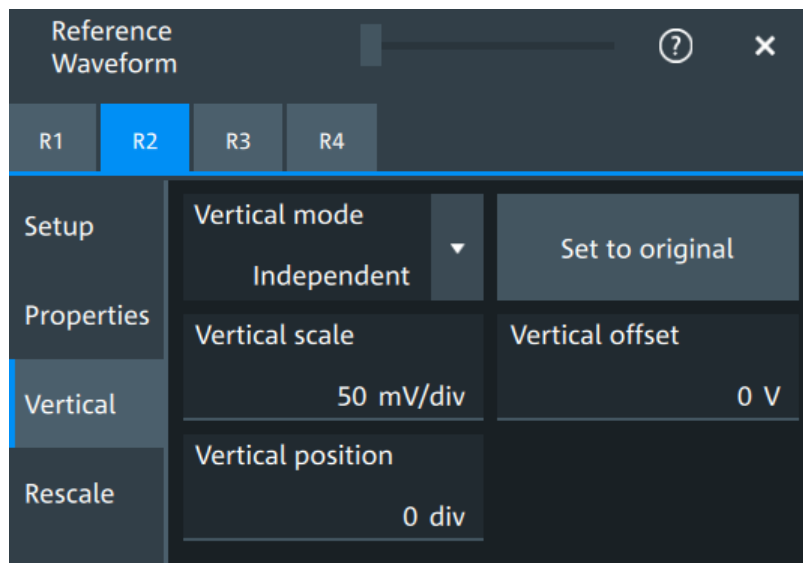 Reference
Waveform
?
×
R1
R2
R3
R4
Setup
Properties
Vertical
Rescale
Vertical mode
Independent
Set to original
Vertical scale
50 mV/div
Vertical offset
0 V
Vertical position
0 div